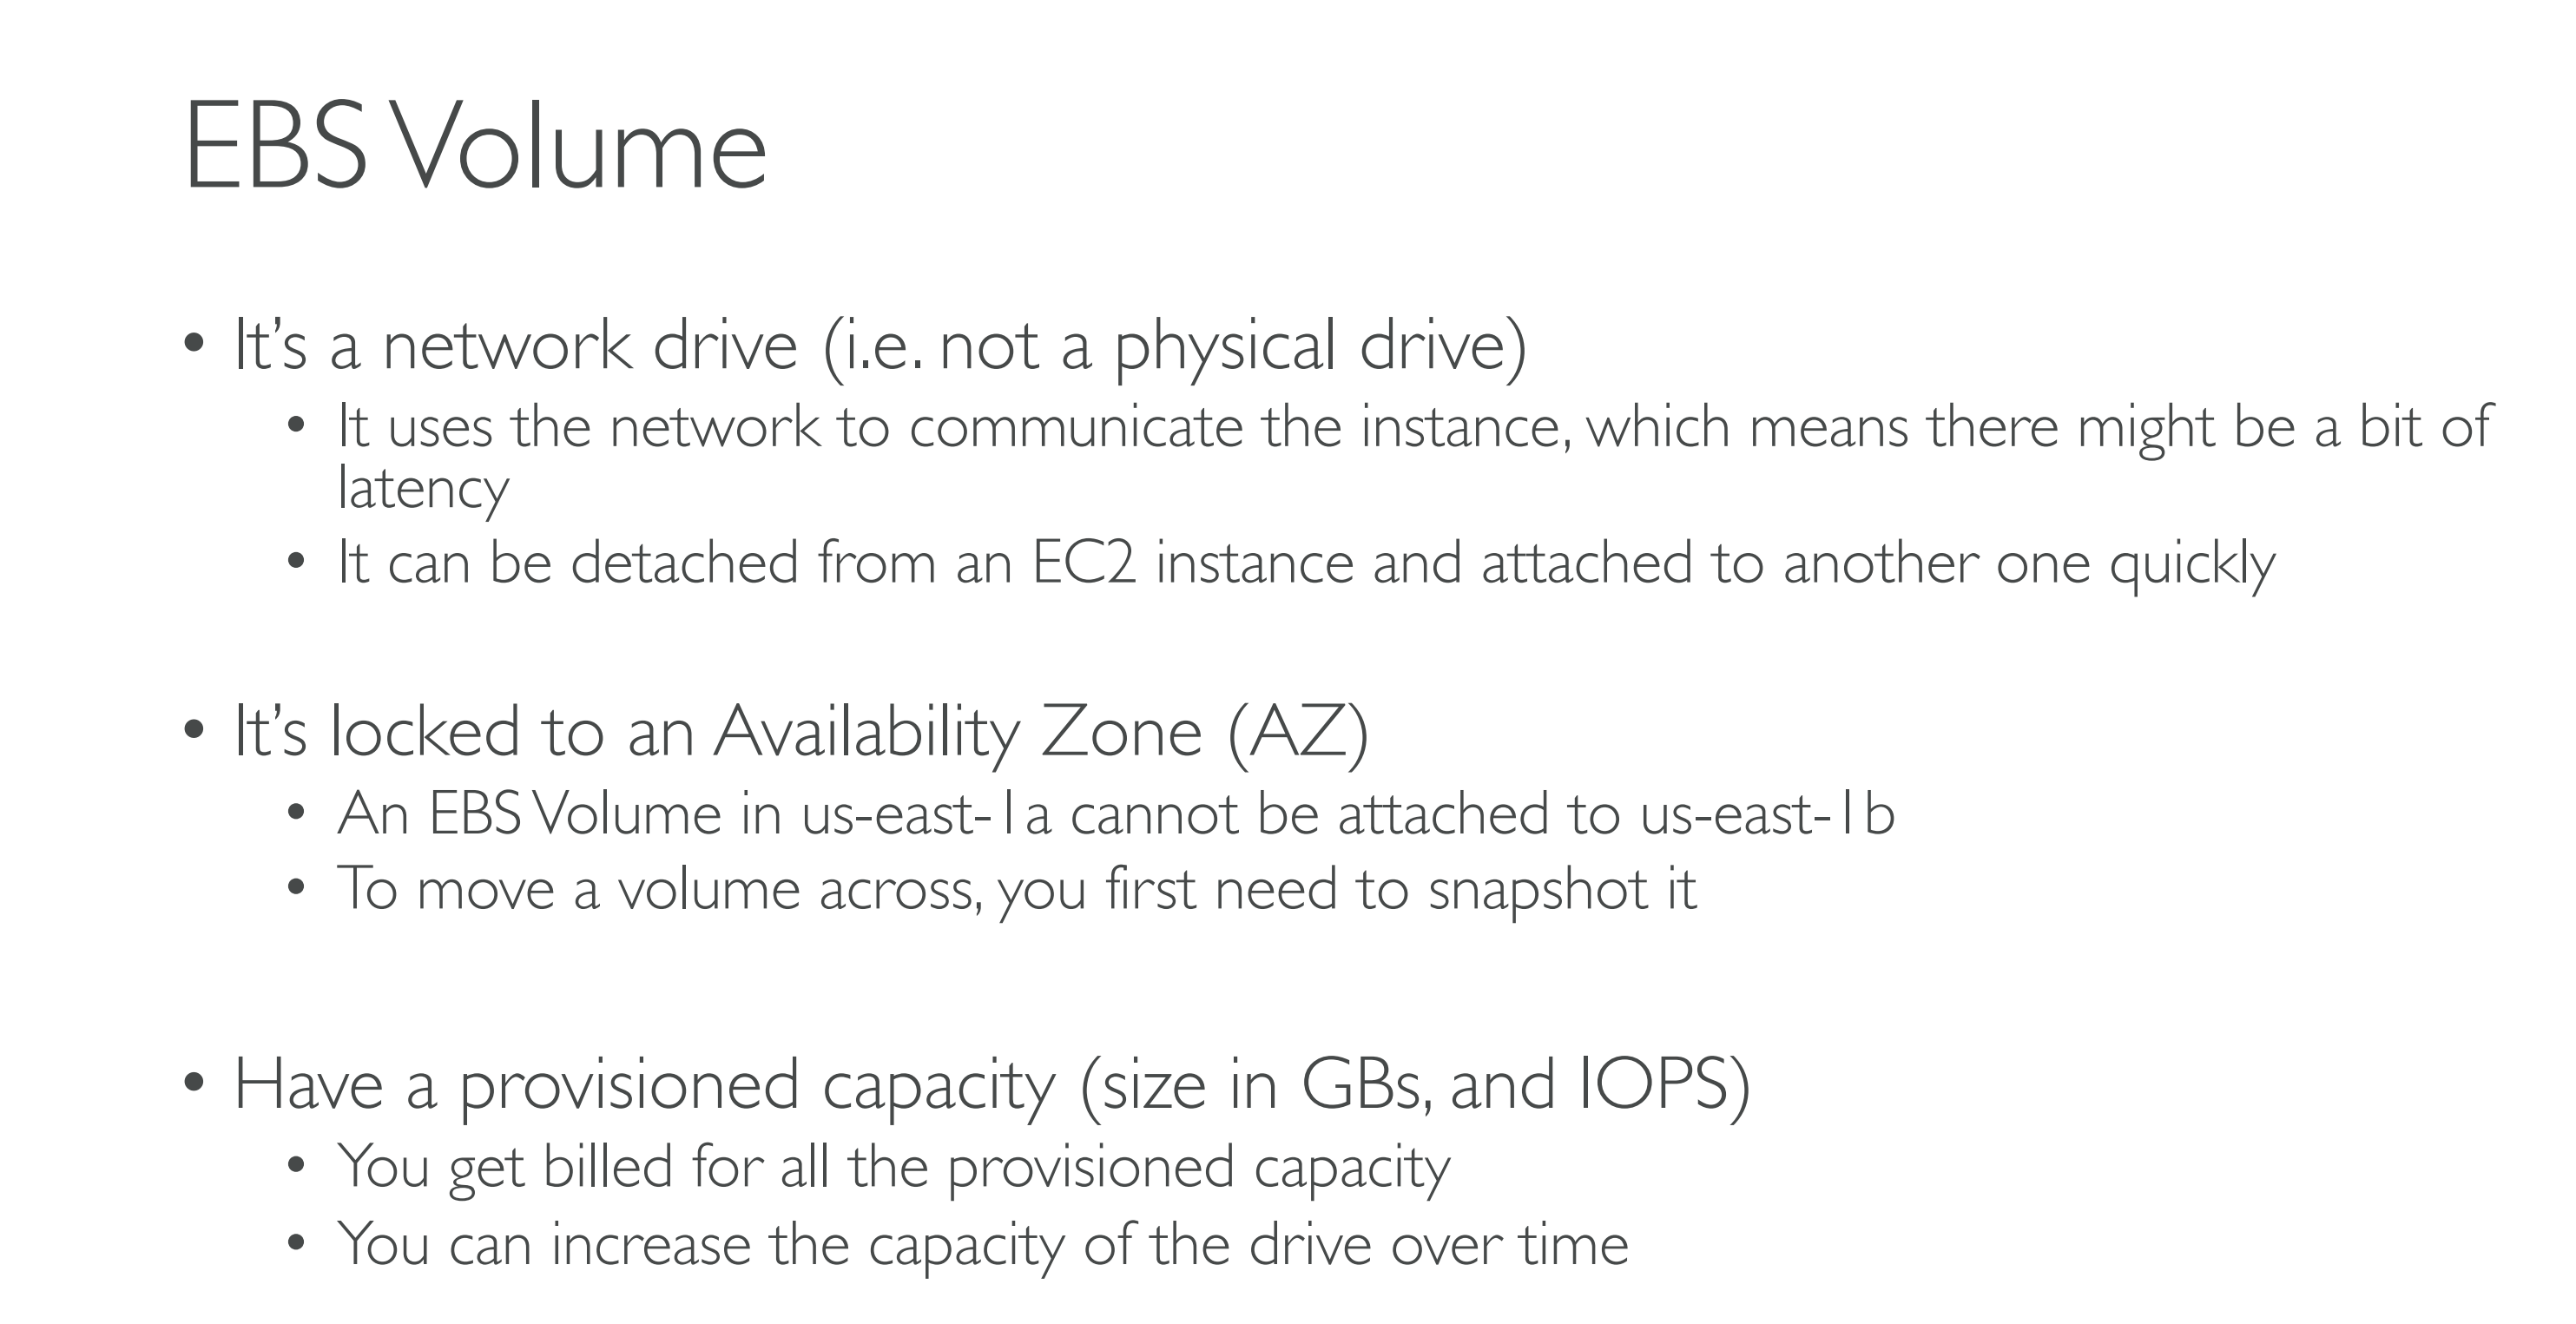 EBS Volume
• It’s a network drive (i.e. not a physical drive)
• It uses the network to communicate the instance, which means there might be a bit of
latency
• It can be detached from an EC2 instance and attached to another one quickly
• It’s locked to an Availability Zone (AZ)
• An EBS Volume in us-east-1a cannot be attached to us-east-1b
• To move a volume across, you first need to snapshot it
• Have a provisioned capacity (size in GBs, and IOPS)
• You get billed for all the provisioned capacity
• You can increase the capacity of the drive over time